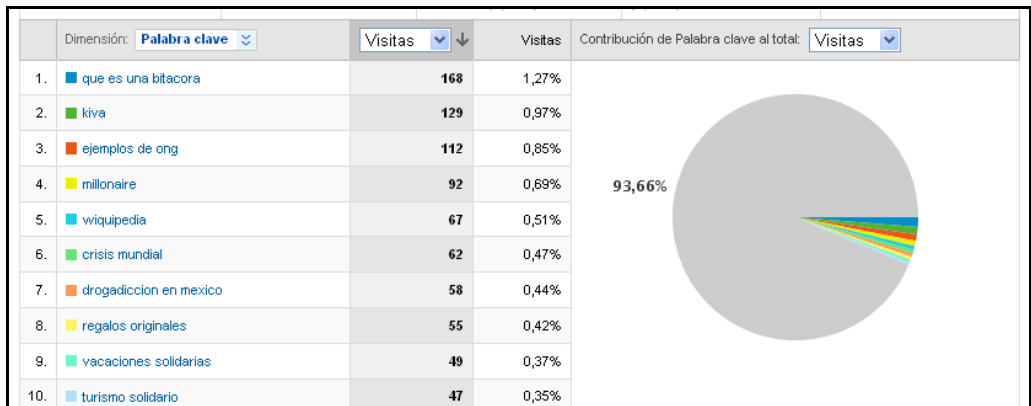 Dimensión: Palabra clave Visitas Visitas Contribución de Palabra clave al total: Visitas
1. que es una bitacora 168 1,27%
2. kiva 129 0,97%
3. ejemplos de ong 112 0,85%
4. millonaire 92 0,69%
5. wiquipedia 67 0,51%
6. crisis mundial 62 0,47%
7. drogadiccion en mexico 58 0,44%
8. regalos originales 55 0,42%
9. vacaciones solidarias 49 0,37%
10. turismo solidario 47 0,35%
93,66%